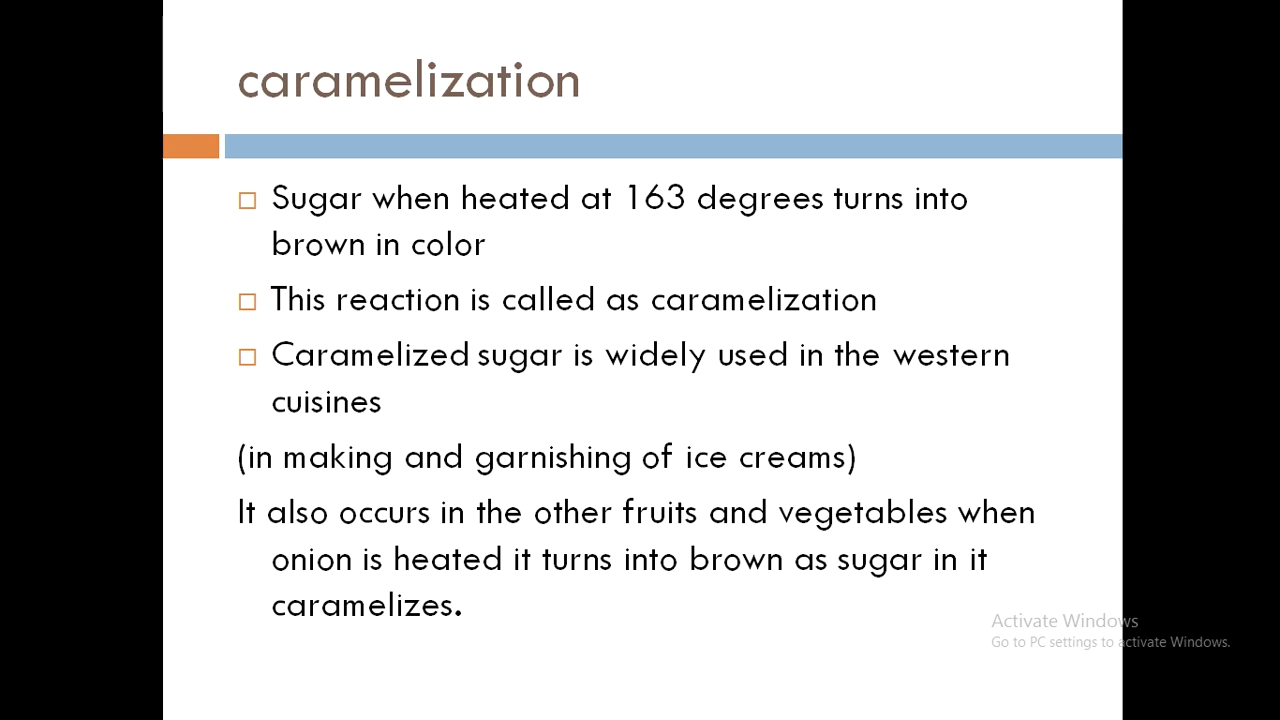 caramelization
Sugar when heated at 163 degrees turns into
brown in color
This reaction is called as caramelization
Caramelized sugar is widely used in the western
cuisines
(in making and garnishing of ice creams)
It also occurs in the other fruits and vegetables when
onion is heated it turns into brown as sugar in it
caramelizes.
Activate Windows
Go to PC settings to activate Windows.